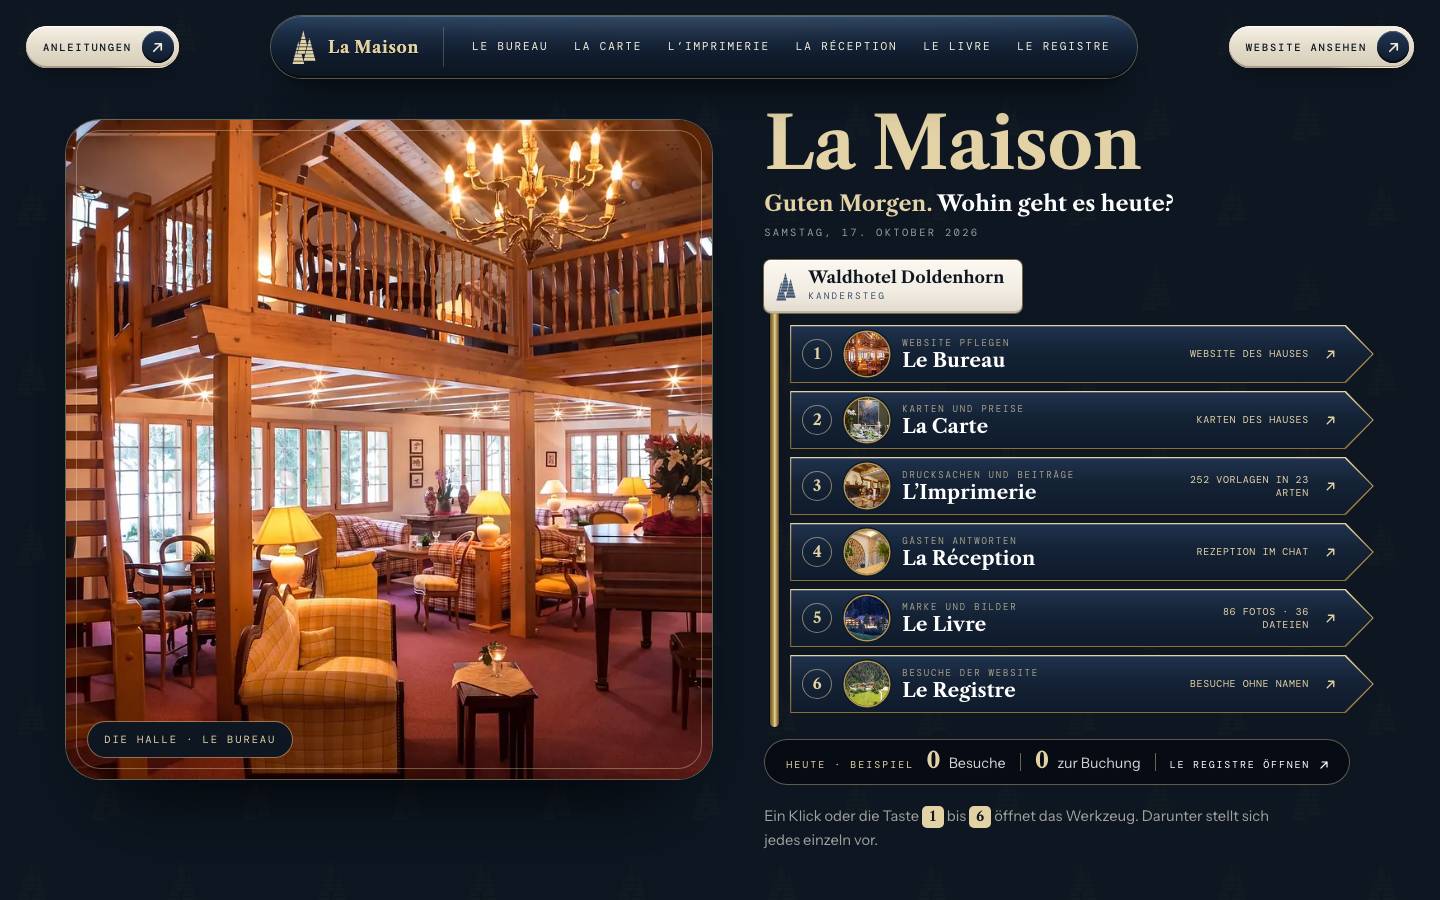 ANLEITUNGEN
La Maison
LE BUREAU
LA CARTE
L’IMPRIMERIE
LA RÉCEPTION
LE LIVRE
LE REGISTRE
WEBSITE ANSEHEN
La Maison
Guten Morgen. Wohin geht es heute?
SAMSTAG, 17. OKTOBER 2026
Waldhotel Doldenhorn
KANDERSTEG
1
WEBSITE PFLEGEN
Le Bureau
WEBSITE DES HAUSES
2
KARTEN UND PREISE
La Carte
KARTEN DES HAUSES
3
DRUCKSACHEN UND BEITRÄGE
L’Imprimerie
252 VORLAGEN IN 23
ARTEN
4
GÄSTEN ANTWORTEN
La Réception
REZEPTION IM CHAT
5
MARKE UND BILDER
Le Livre
86 FOTOS · 36
DATEIEN
6
BESUCHE DER WEBSITE
Le Registre
BESUCHE OHNE NAMEN
DIE HALLE · LE BUREAU
HEUTE · BEISPIEL 0 Besuche 0 zur Buchung LE REGISTRE ÖFFNEN
Ein Klick oder die Taste 1 bis 6 öffnet das Werkzeug. Darunter stellt sich
jedes einzeln vor.